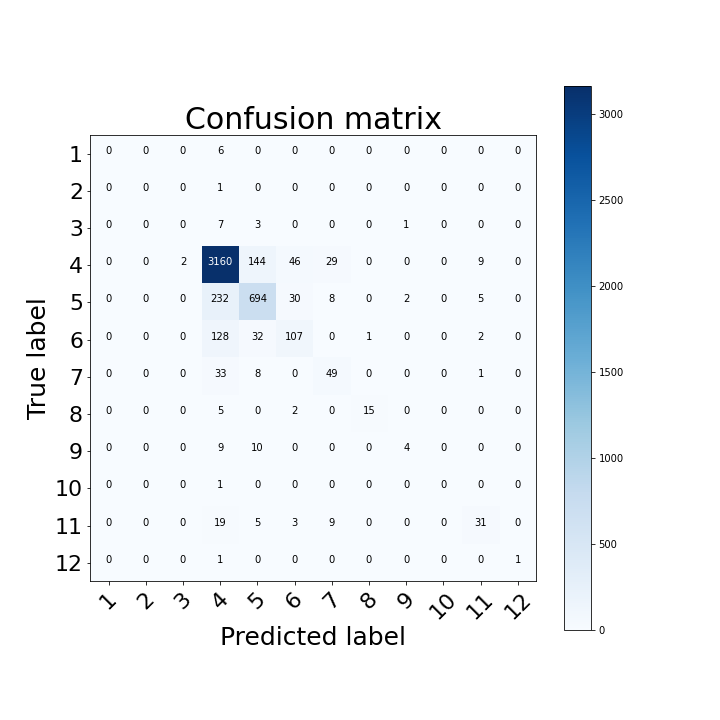 Confusion matrix
1 0 0 0 6 0 0 0 0 0 0 0 0
2 0 0 0 1 0 0 0 0 0 0 0 0
3 0 0 0 7 3 0 0 0 1 0 0 0
4 0 0 2 3160 144 46 29 0 0 0 9 0
5 0 0 0 232 694 30 8 0 2 0 5 0
6 0 0 0 128 32 107 0 1 0 0 2 0
7 0 0 0 33 8 0 49 0 0 0 1 0
8 0 0 0 5 0 2 0 15 0 0 0 0
9 0 0 0 9 10 0 0 0 4 0 0 0
10 0 0 0 1 0 0 0 0 0 0 0 0
11 0 0 0 19 5 3 9 0 0 0 31 0
12 0 0 0 1 0 0 0 0 0 0 0 1
1 2 3 4 5 6 7 8 9 10 11 12
Predicted label
True label
3000
2500
2000
1500
1000
500
0